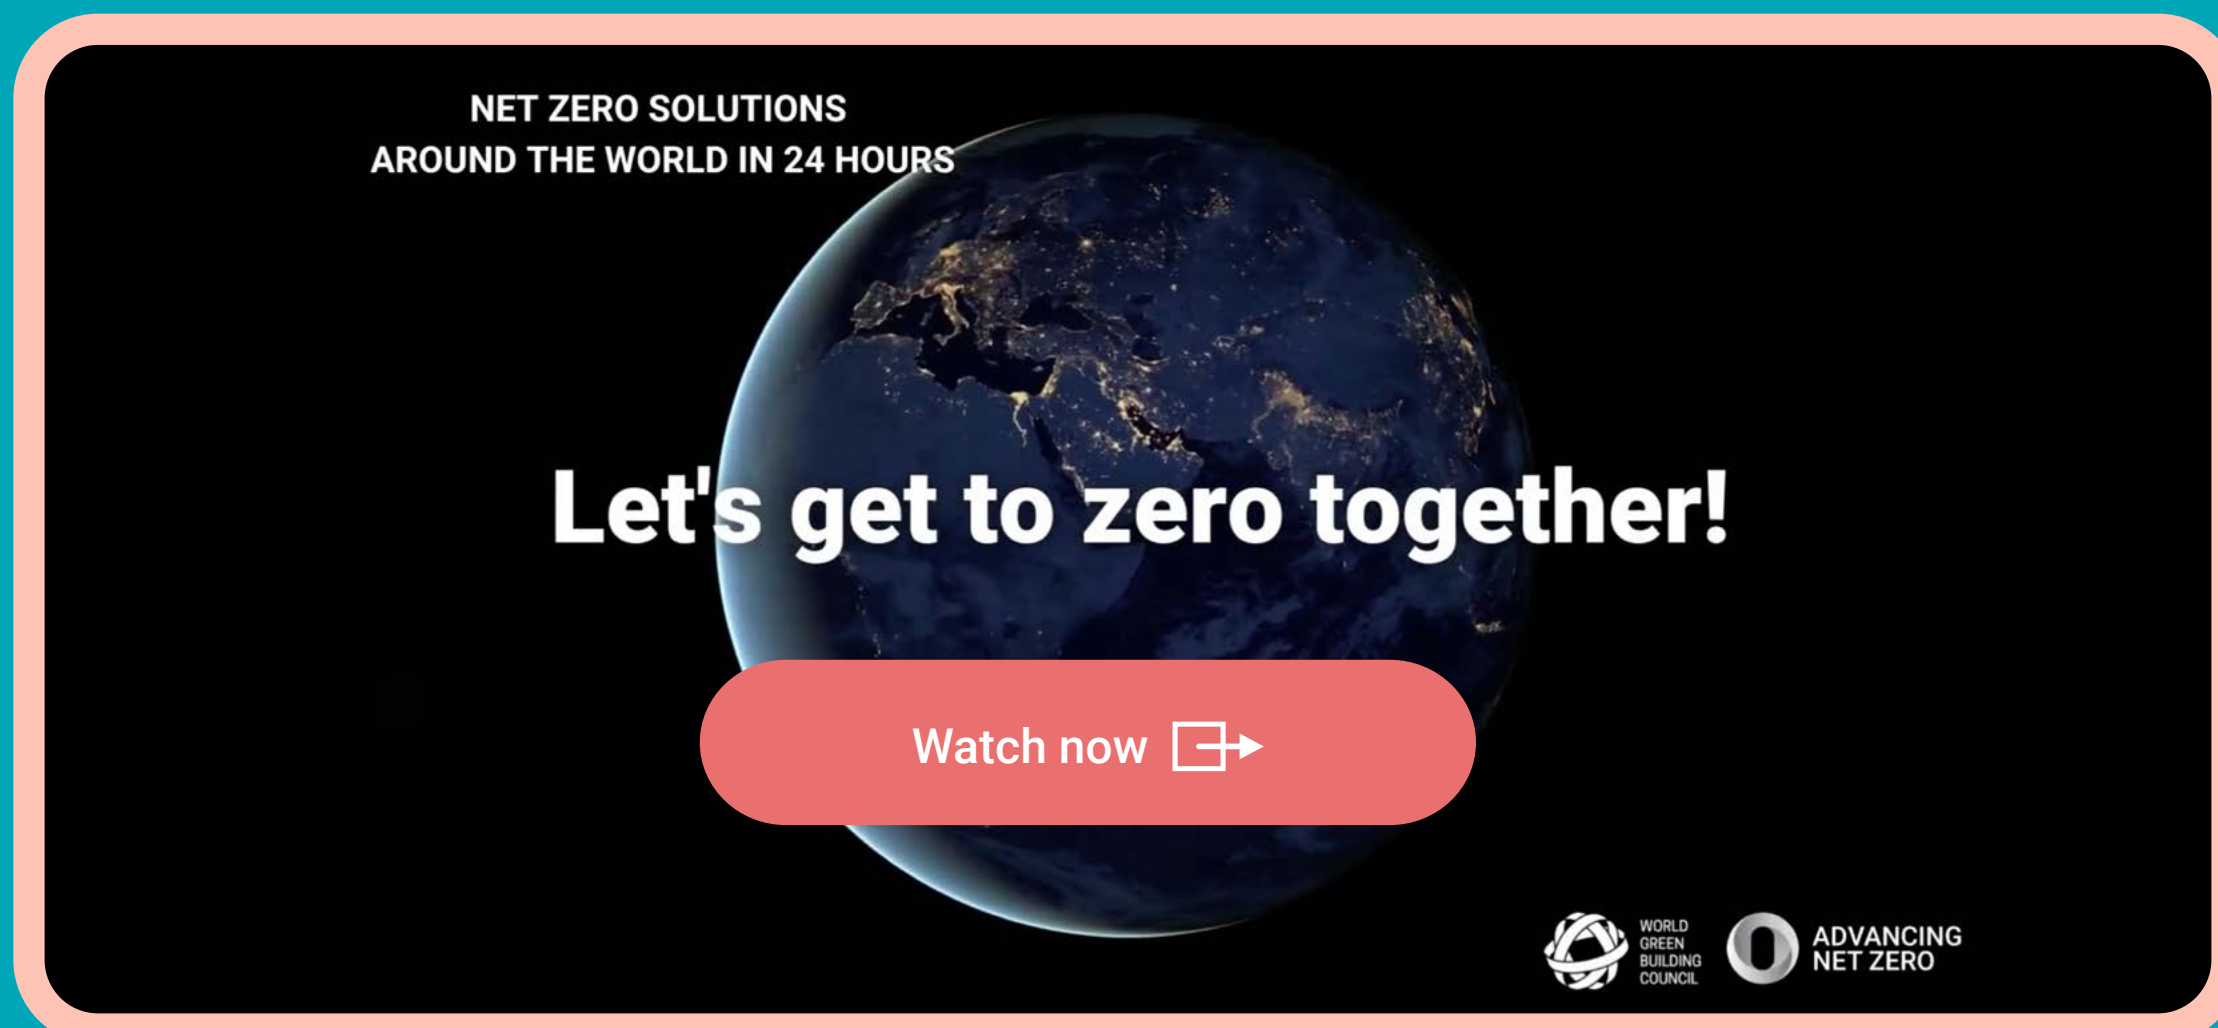 NET ZERO SOLUTIONS
AROUND THE WORLD IN 24 HOURS
Let's get to zero together!
Watch now
WORLD
GREEN
BUILDING
COUNCIL
ADVANCING
NET ZERO